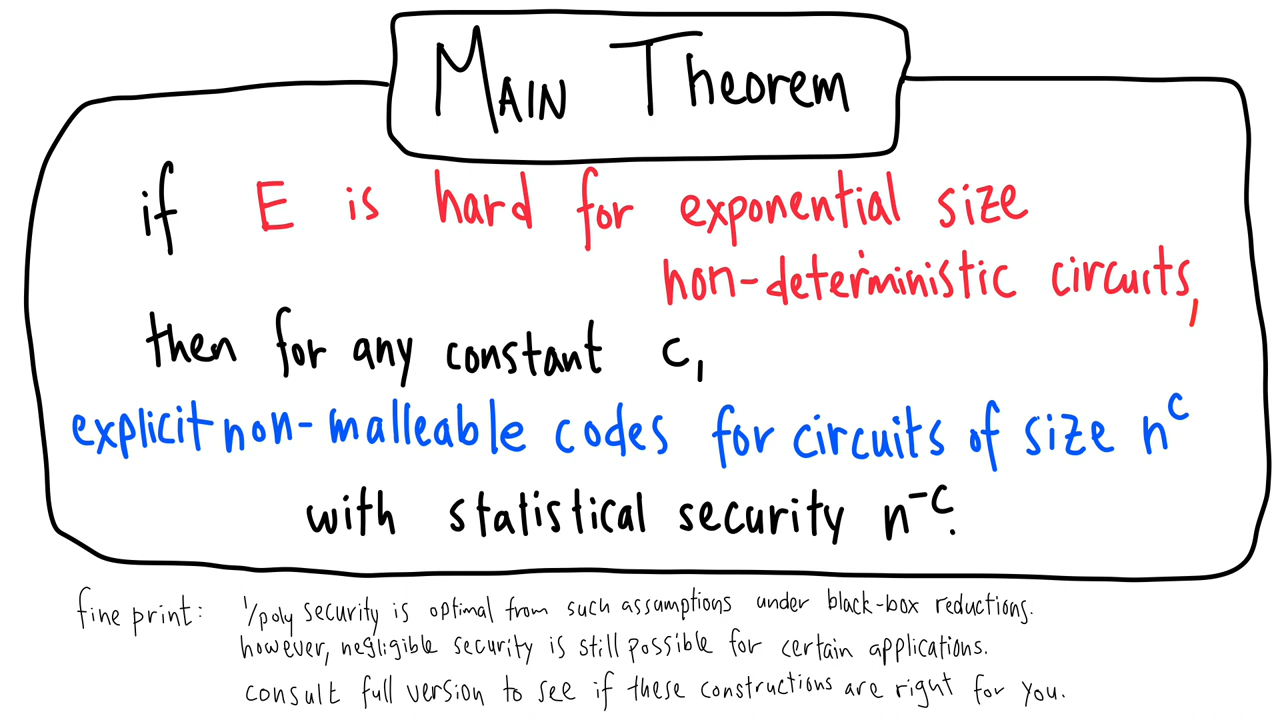 MAIN Theorem
if E is hard for exponential size
non-deterministic circuits,
then for any constant c,
explicit non-malleable codes for circuits of size n^c
with statistical security n^-c.
fine print: 1/poly security is optimal from such assumptions under black-box reductions.
however, negligible security is still possible for certain applications.
consult full version to see if these constructions are right for you.